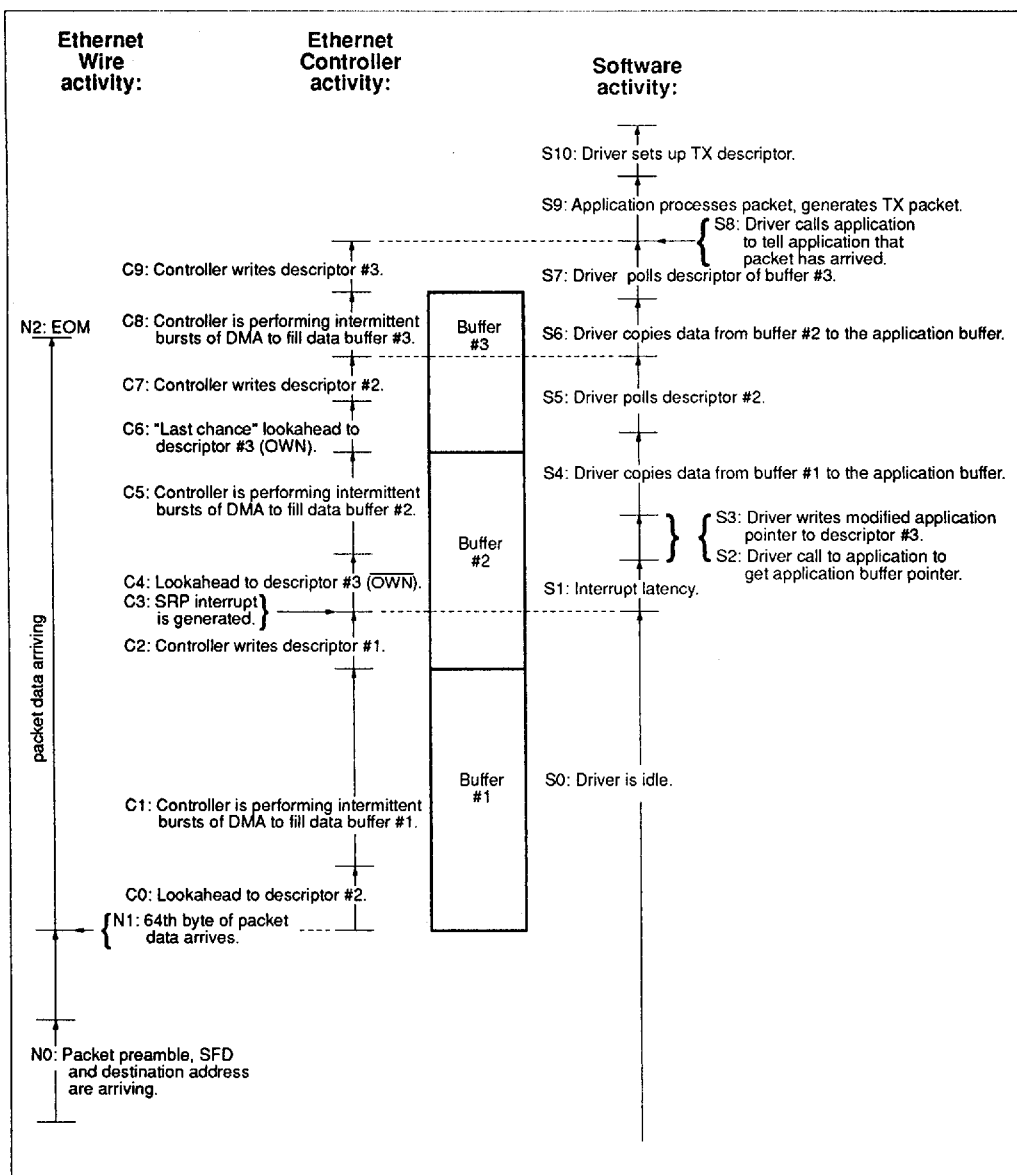 Ethernet
Wire
activity:
Ethernet
Controller
activity:
Software
activity:
S10: Driver sets up TX descriptor.
S9: Application processes packet, generates TX packet.
S8: Driver calls application
to tell application that
packet has arrived.
C9: Controller writes descriptor #3.
S7: Driver polls descriptor of buffer #3.
N2: EOM
C8: Controller is performing intermittent
bursts of DMA to fill data buffer #3.
Buffer
#3
S6: Driver copies data from buffer #2 to the application buffer.
C7: Controller writes descriptor #2.
S5: Driver polls descriptor #2.
C6: "Last chance" lookahead to
descriptor #3 (OWN).
S4: Driver copies data from buffer #1 to the application buffer.
C5: Controller is performing intermittent
bursts of DMA to fill data buffer #2.
S3: Driver writes modified application
pointer to descriptor #3.
Buffer
#2
S2: Driver call to application to
get application buffer pointer.
C4: Lookahead to descriptor #3 (O̅W̅N̅).
S1: Interrupt latency.
C3: SRP interrupt
is generated.
C2: Controller writes descriptor #1.
packet data arriving
Buffer
#1
S0: Driver is idle.
C1: Controller is performing intermittent
bursts of DMA to fill data buffer #1.
C0: Lookahead to descriptor #2.
N1: 64th byte of packet
data arrives.
N0: Packet preamble, SFD
and destination address
are arriving.